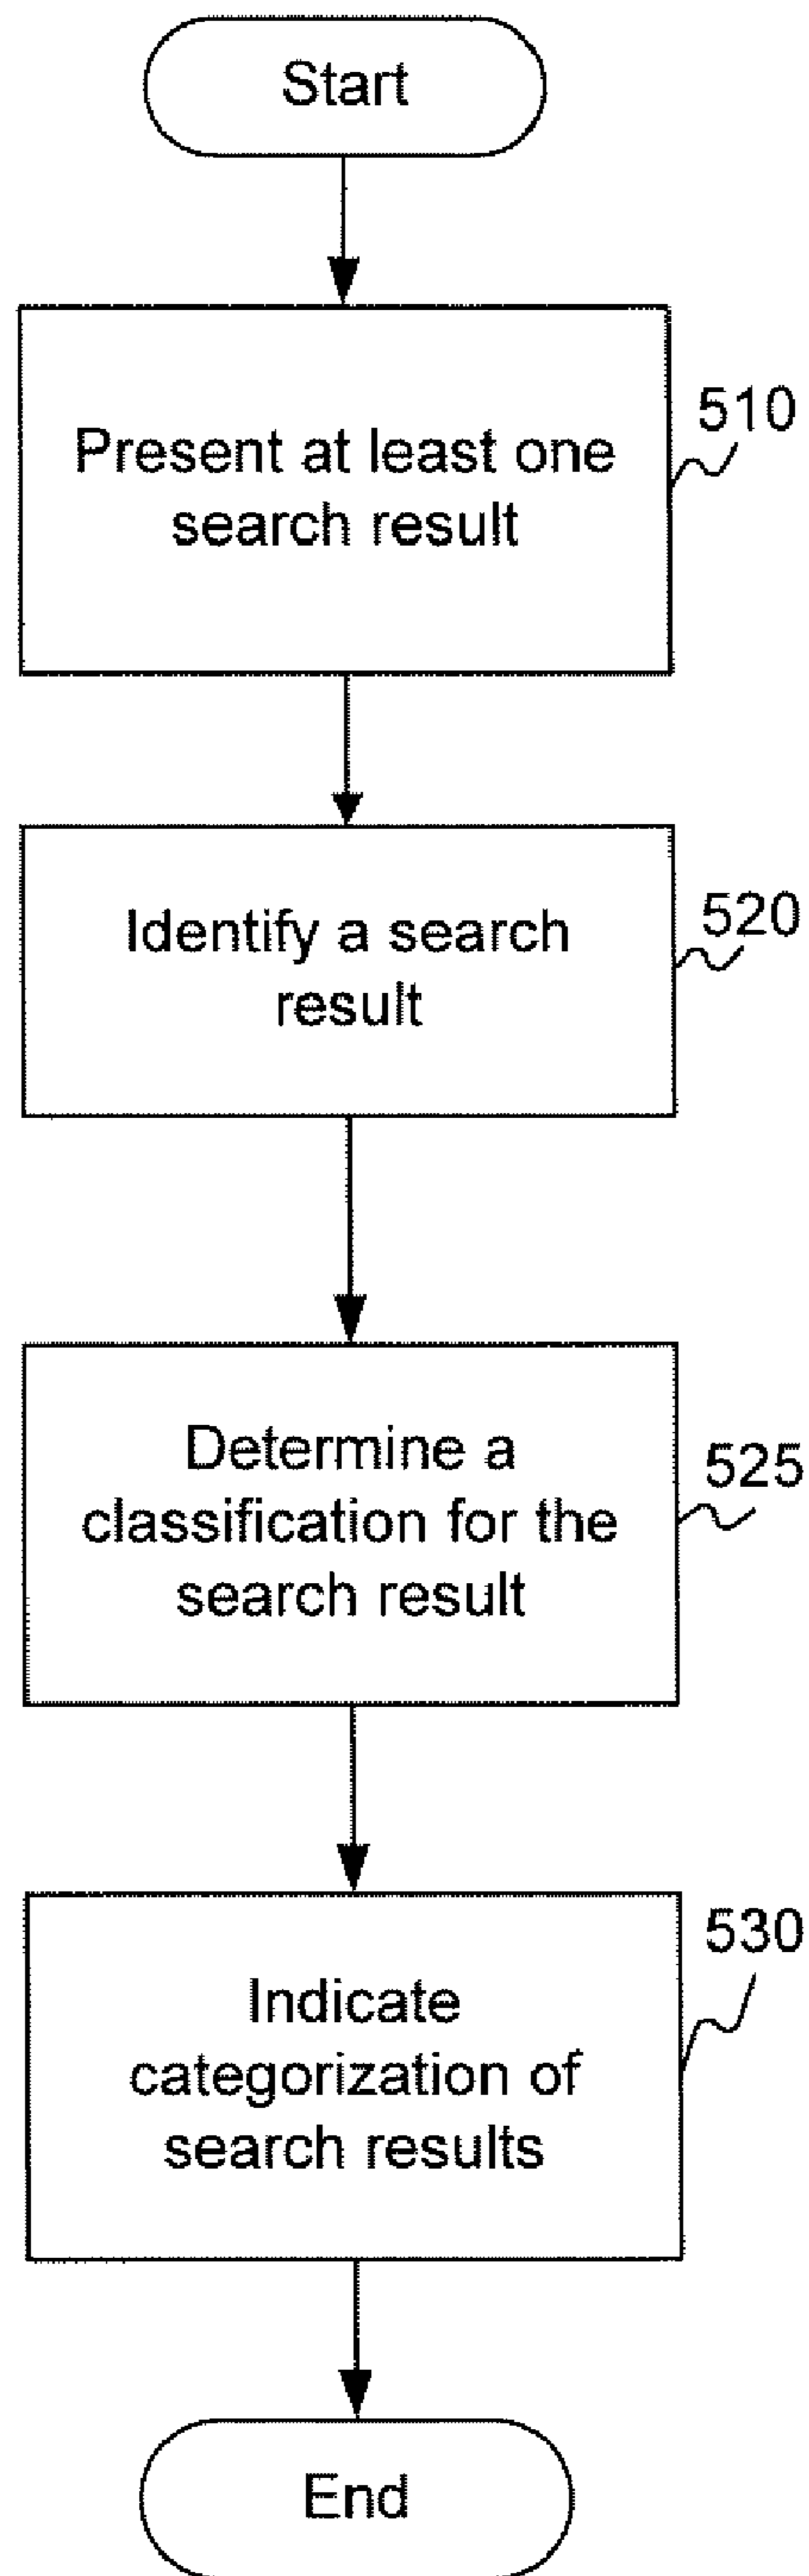 Start
Present at least one
search result
510
Identify a search
result
520
Determine a
classification for the
search result
525
Indicate
categorization of
search results
530
End